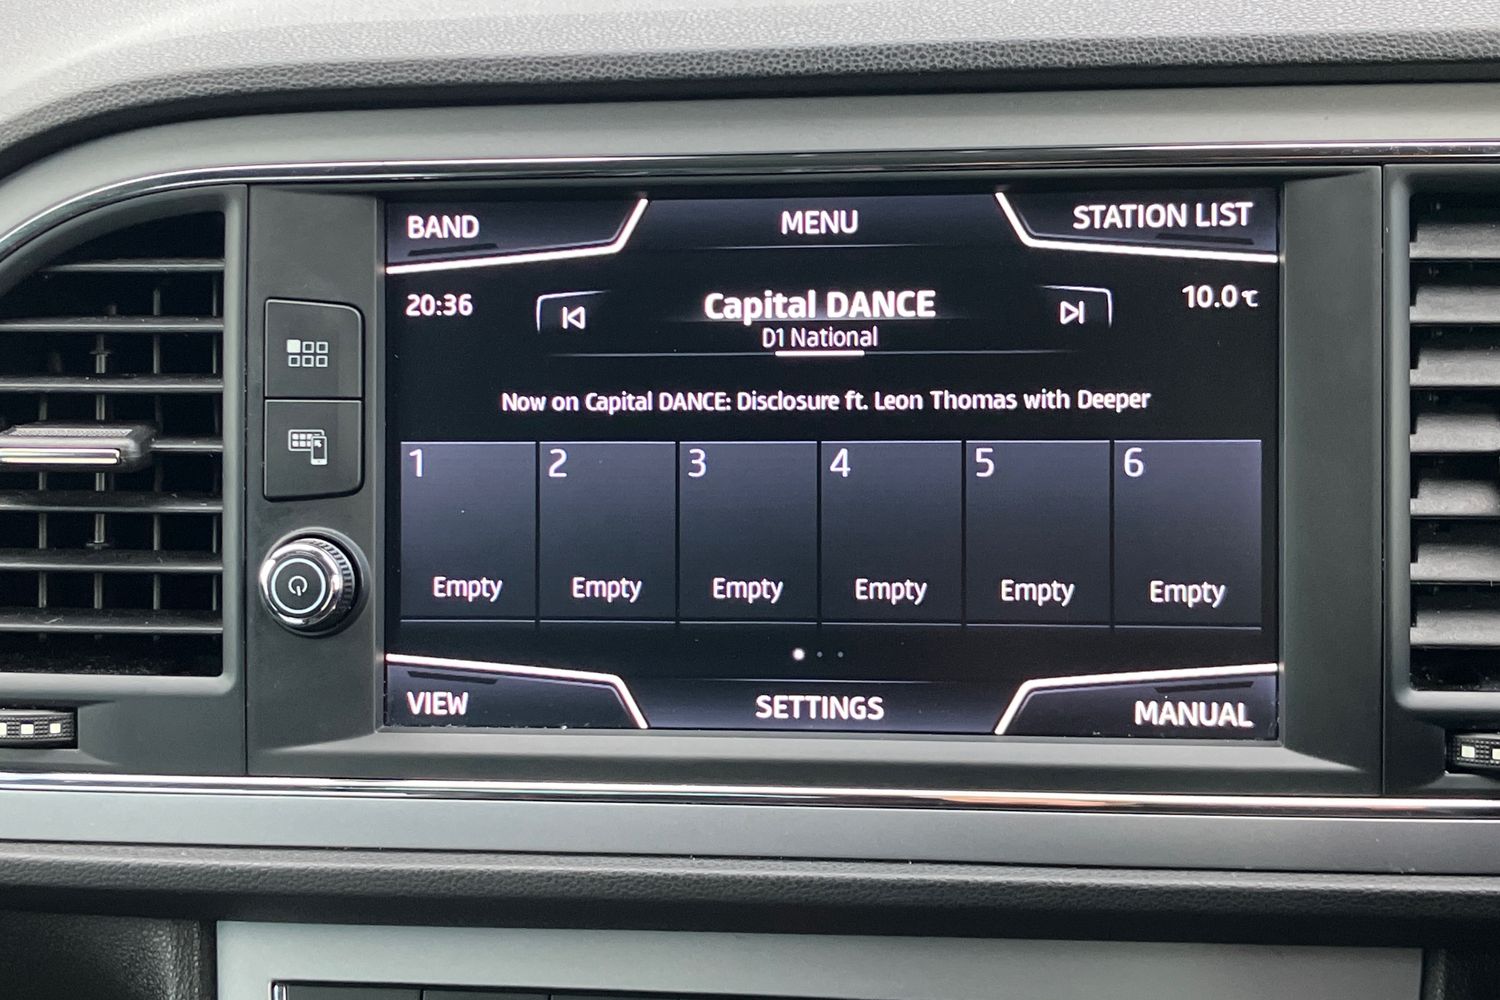 BAND MENU STATION LIST
20:36 Capital DANCE 10.0℃
D1 National
Now on Capital DANCE: Disclosure ft. Leon Thomas with Deeper
1 2 3 4 5 6
Empty Empty Empty Empty Empty Empty
VIEW SETTINGS MANUAL